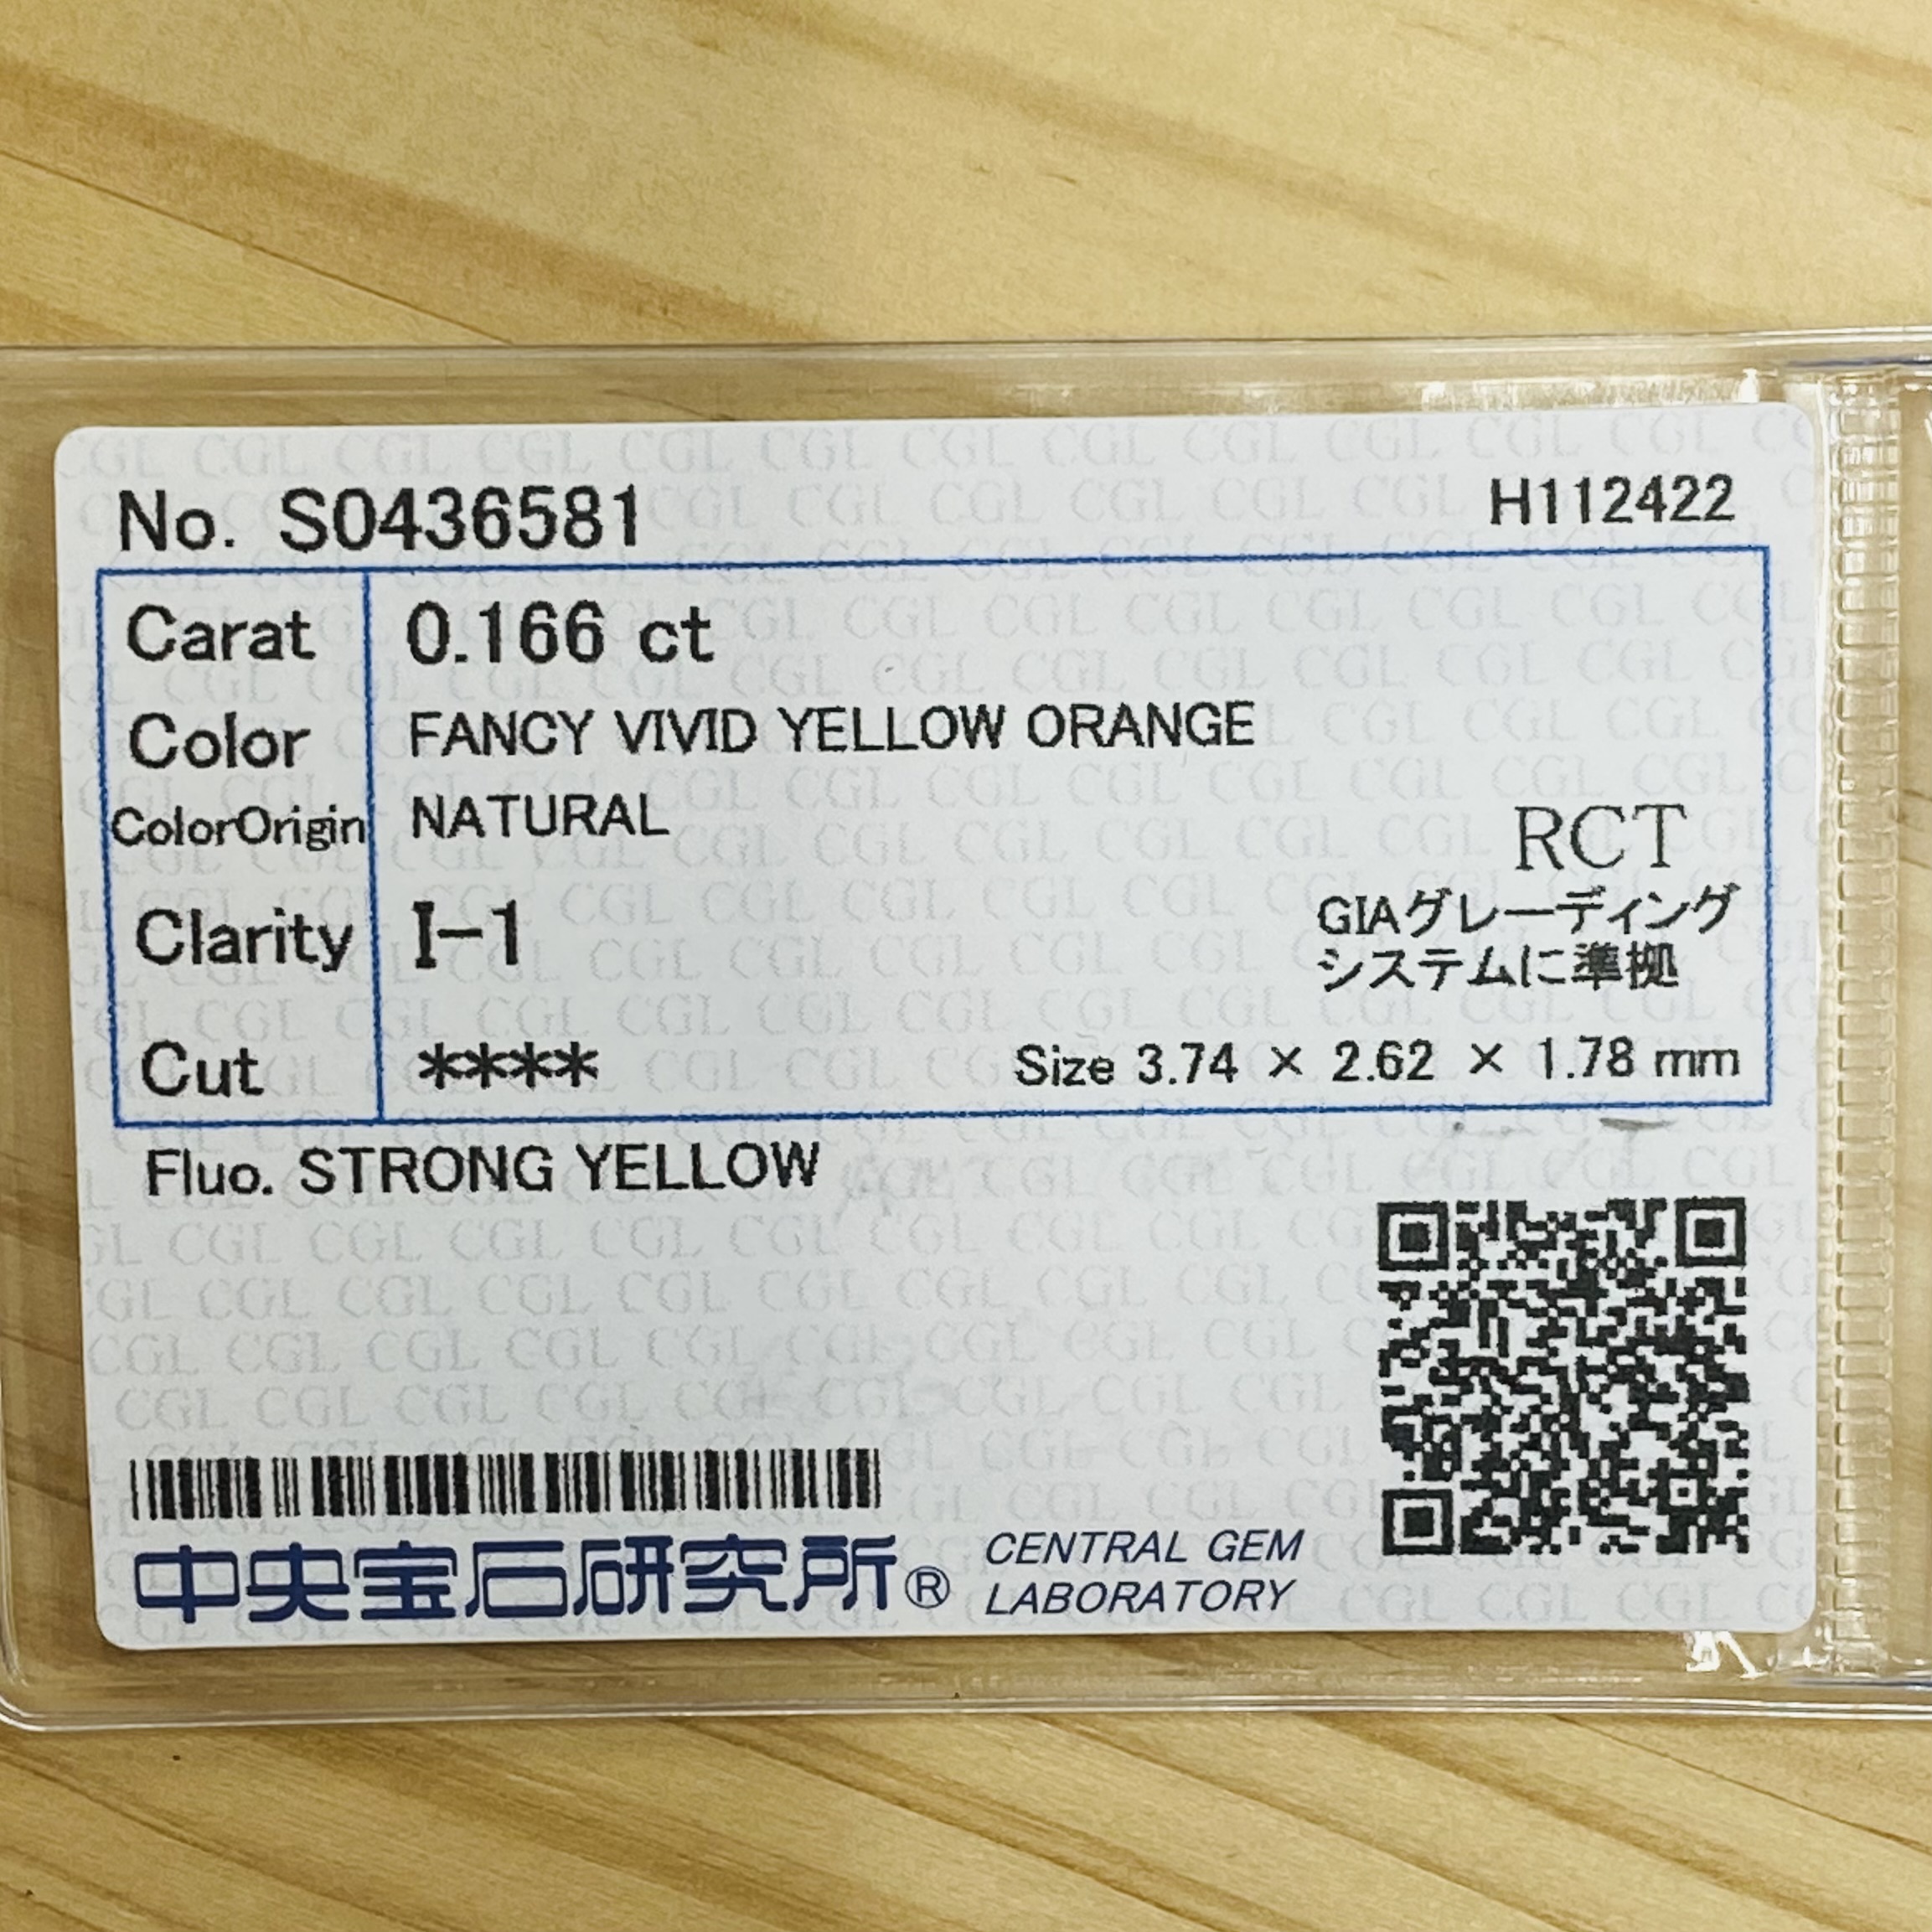 No. S0436581 H112422
Carat 0.166 ct
Color FANCY VIVID YELLOW ORANGE
ColorOrigin NATURAL
RCT
Clarity I-1
GIAグレーディング
システムに準拠
Cut **** Size 3.74 × 2.62 × 1.78 mm
Fluo. STRONG YELLOW
中央宝石研究所® CENTRAL GEM
LABORATORY